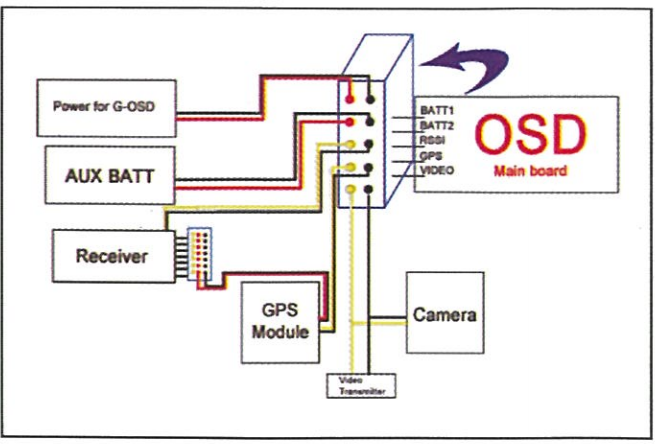 Power for G-OSD
AUX BATT
Receiver
GPS
Module
Camera
Video
Transmitter
BATT1
BATT2
RSSI
GPS
VIDEO
OSD
Main board